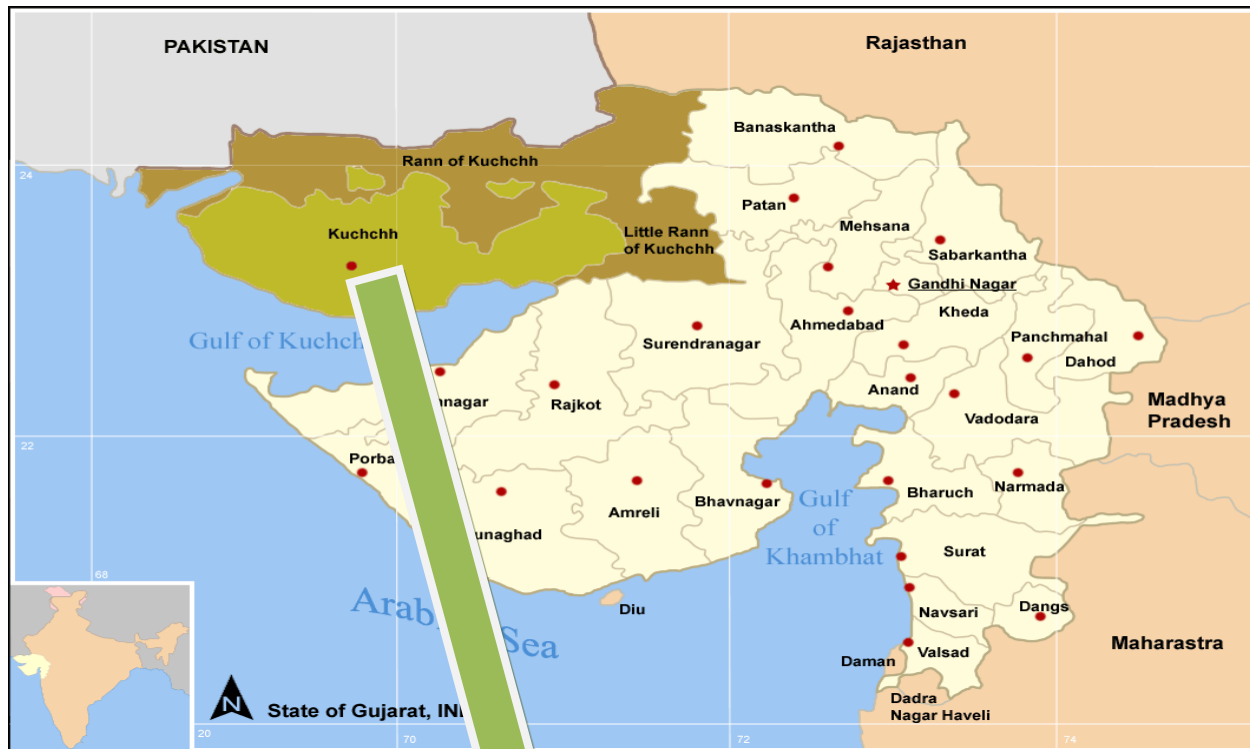 PAKISTAN
Rajasthan
Banaskantha
Rann of Kuchchh
24
Patan
Mehsana
Kuchchh
Little Rann
of Kuchchh
Sabarkantha
Gandhi Nagar
Kheda
Ahmedabad
Gulf of Kuchch
Surendranagar
Panchmahal
Dahod
Anand
Rajkot
nnagar
Madhya
Pradesh
Vadodara
22
Porba
Bhavnagar
Amreli
Gulf
of
Khambhat
Bharuch
Narmada
unaghad
Surat
68
Arab
Sea
Diu
Navsari
Dangs
Maharastra
Valsad
Daman
N
State of Gujarat, IN
Dadra
Nagar Haveli
20
70
72
74